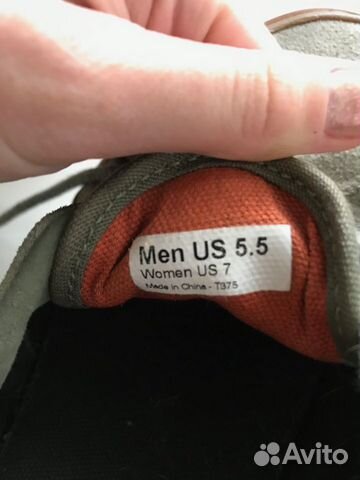 Men US 5.5
Women US 7
Made in China - T375
Avito